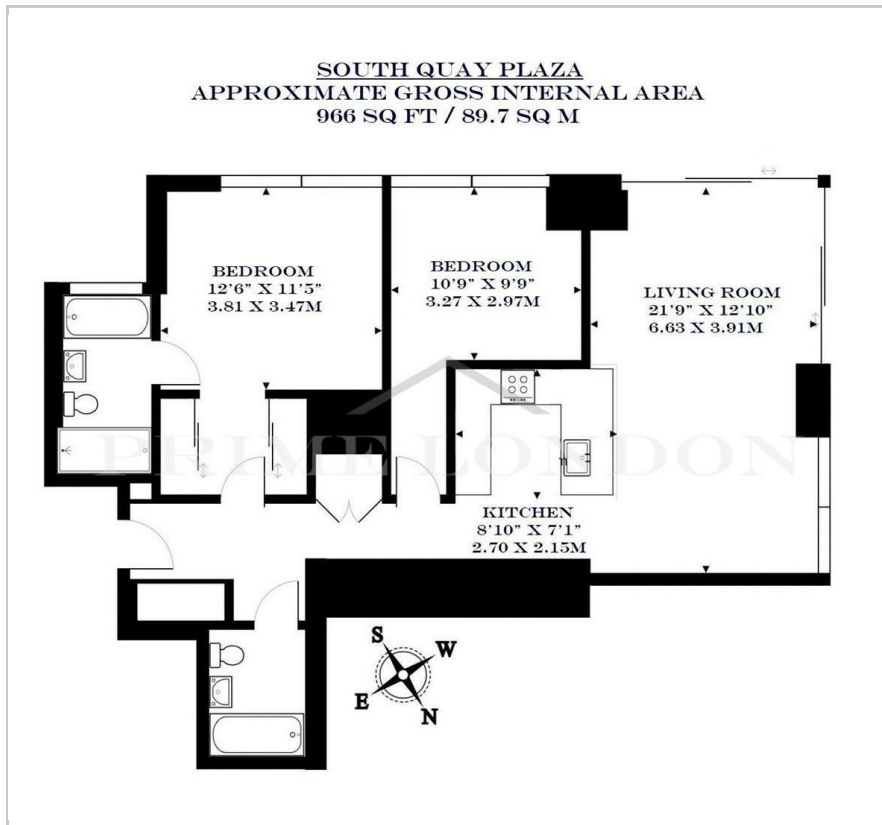 SOUTH QUAY PLAZA
APPROXIMATE GROSS INTERNAL AREA
966 SQ FT / 89.7 SQ M
BEDROOM
12'6" X 11'5"
3.81 X 3.47M
BEDROOM
10'9" X 9'9"
3.27 X 2.97M
LIVING ROOM
21'9" X 12'10"
6.63 X 3.91M
PRIME LONDON
KITCHEN
8'10" X 7'1"
2.70 X 2.15M
S
W
E
N